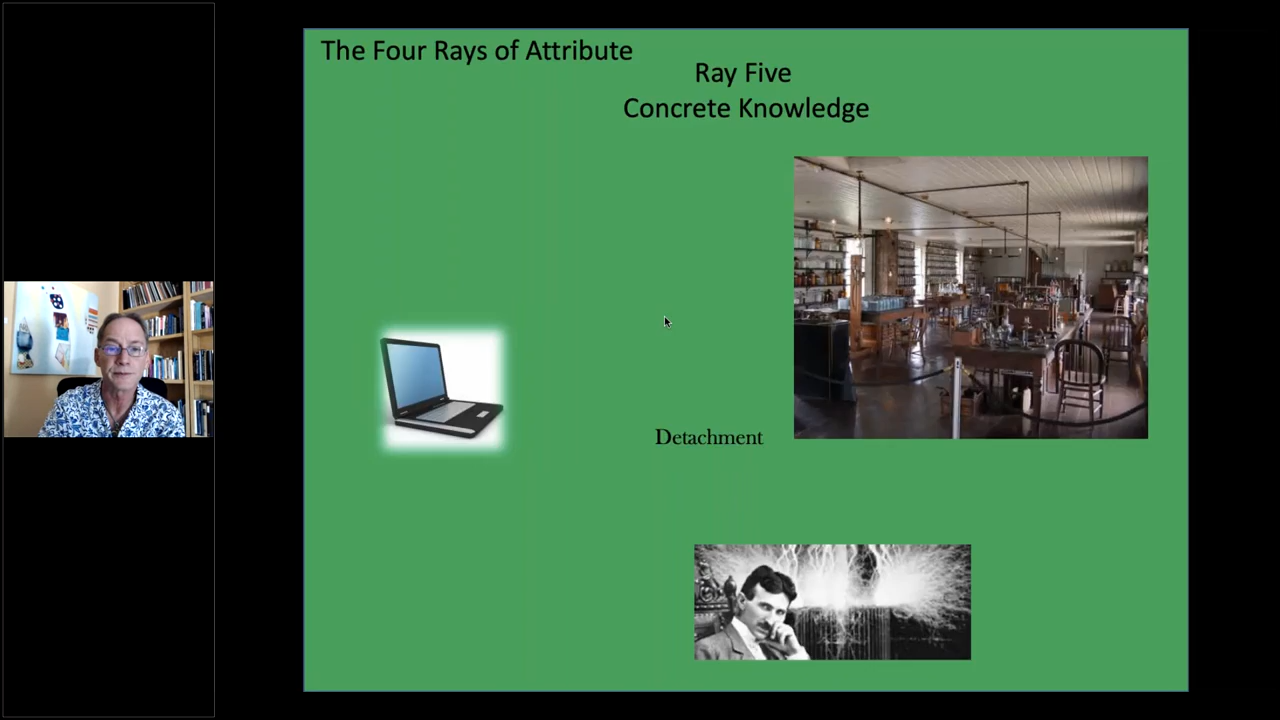 The Four Rays of Attribute
Ray Five
Concrete Knowledge
Detachment